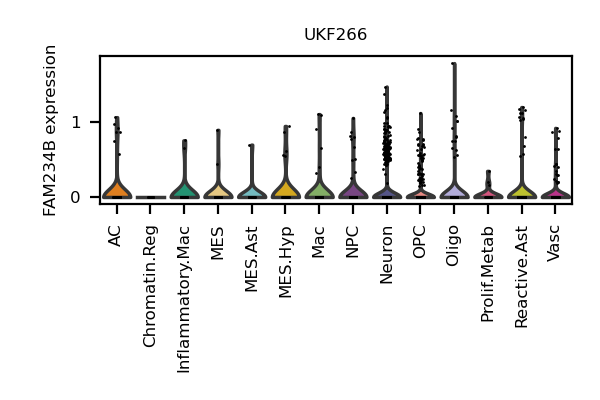 UKF266
FAM234B expression
1
0
AC
Chromatin.Reg
Inflammatory.Mac
MES
MES.Ast
MES.Hyp
Mac
NPC
Neuron
OPC
Oligo
Prolif.Metab
Reactive.Ast
Vasc